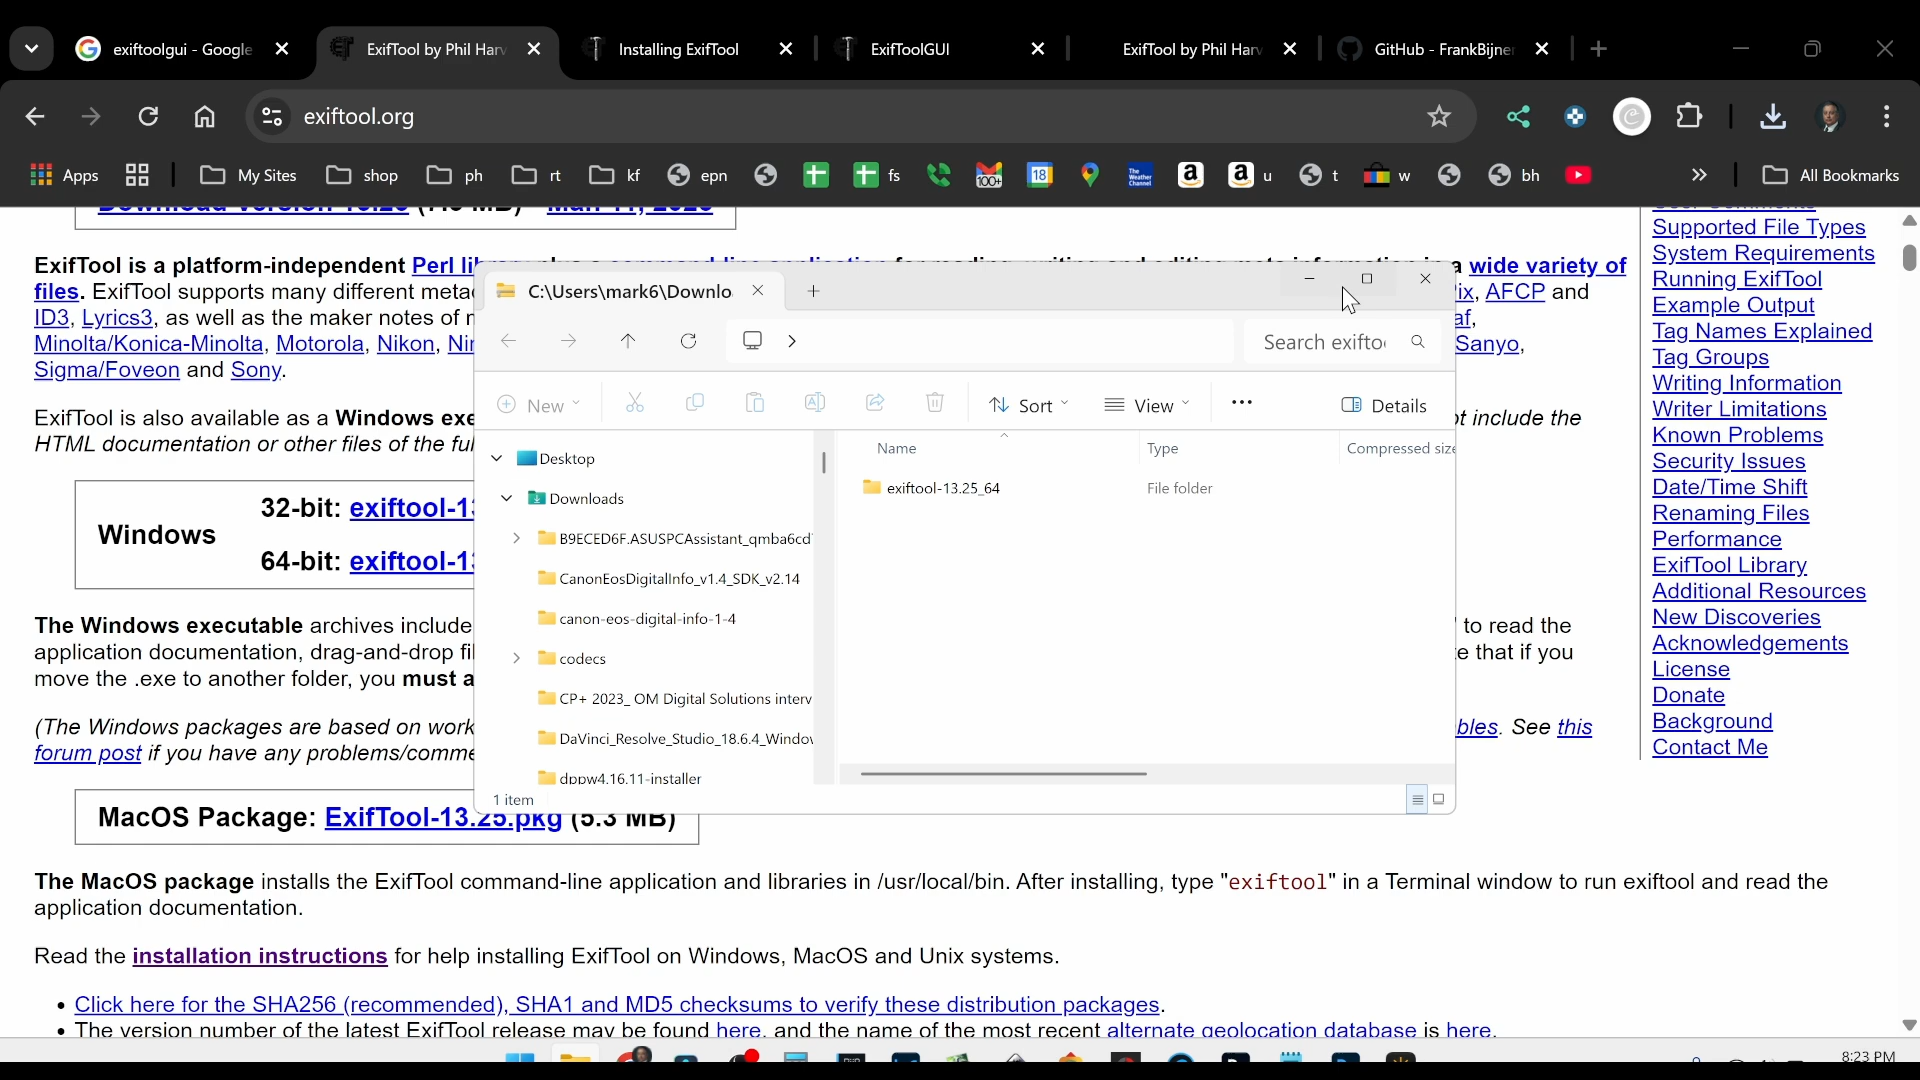 exiftoolgui - Google
ExifTool by Phil Harv
Installing ExifTool
ExifToolGUI
ExifTool by Phil Harv
GitHub - FrankBijner
exiftool.org
Apps
My Sites
shop
ph
rt
kf
epn
fs
100+
18
The Weather Channel
a
a
u
t
w
bh
All Bookmarks
ExifTool is a platform-independent Perl li
a wide variety of
files. ExifTool supports many different meta
ix, AFCP and
ID3, Lyrics3, as well as the maker notes of
af,
Minolta/Konica-Minolta, Motorola, Nikon,
Sanyo,
Sigma/Foveon and Sony.
ExifTool is also available as a Windows exe
ot include the
HTML documentation or other files of the ful
Windows
32-bit: exiftool-13
64-bit: exiftool-13
The Windows executable archives include
to read the
application documentation, drag-and-drop fil
e that if you
move the .exe to another folder, you must a
(The Windows packages are based on work
bles. See this
forum post if you have any problems/comme
MacOS Package: ExifTool-13.25.pkg (5.3 MB)
The MacOS package installs the ExifTool command-line application and libraries in /usr/local/bin. After installing, type "exiftool" in a Terminal window to run exiftool and read the
application documentation.
Read the installation instructions for help installing ExifTool on Windows, MacOS and Unix systems.
• Click here for the SHA256 (recommended), SHA1 and MD5 checksums to verify these distribution packages.
• The version number of the latest ExifTool release may be found here, and the name of the most recent alternate geolocation database is here.
Supported File Types
System Requirements
Running ExifTool
Example Output
Tag Names Explained
Tag Groups
Writing Information
Writer Limitations
Known Problems
Security Issues
Date/Time Shift
Renaming Files
Performance
ExifTool Library
Additional Resources
New Discoveries
Acknowledgements
License
Donate
Background
Contact Me
C:\Users\mark6\Downlo
Search exifto
New
Sort
View
Details
Desktop
Downloads
B9ECED6F.ASUSPCAssistant_qmba6cd
CanonEosDigitalInfo_v1.4_SDK_v2.14
canon-eos-digital-info-1-4
codecs
CP+ 2023_ OM Digital Solutions interv
DaVinci_Resolve_Studio_18.6.4_Window
dppw4.16.11-installer
Name
Type
Compressed size
exiftool-13.25_64
File folder
1 item
8:23 PM